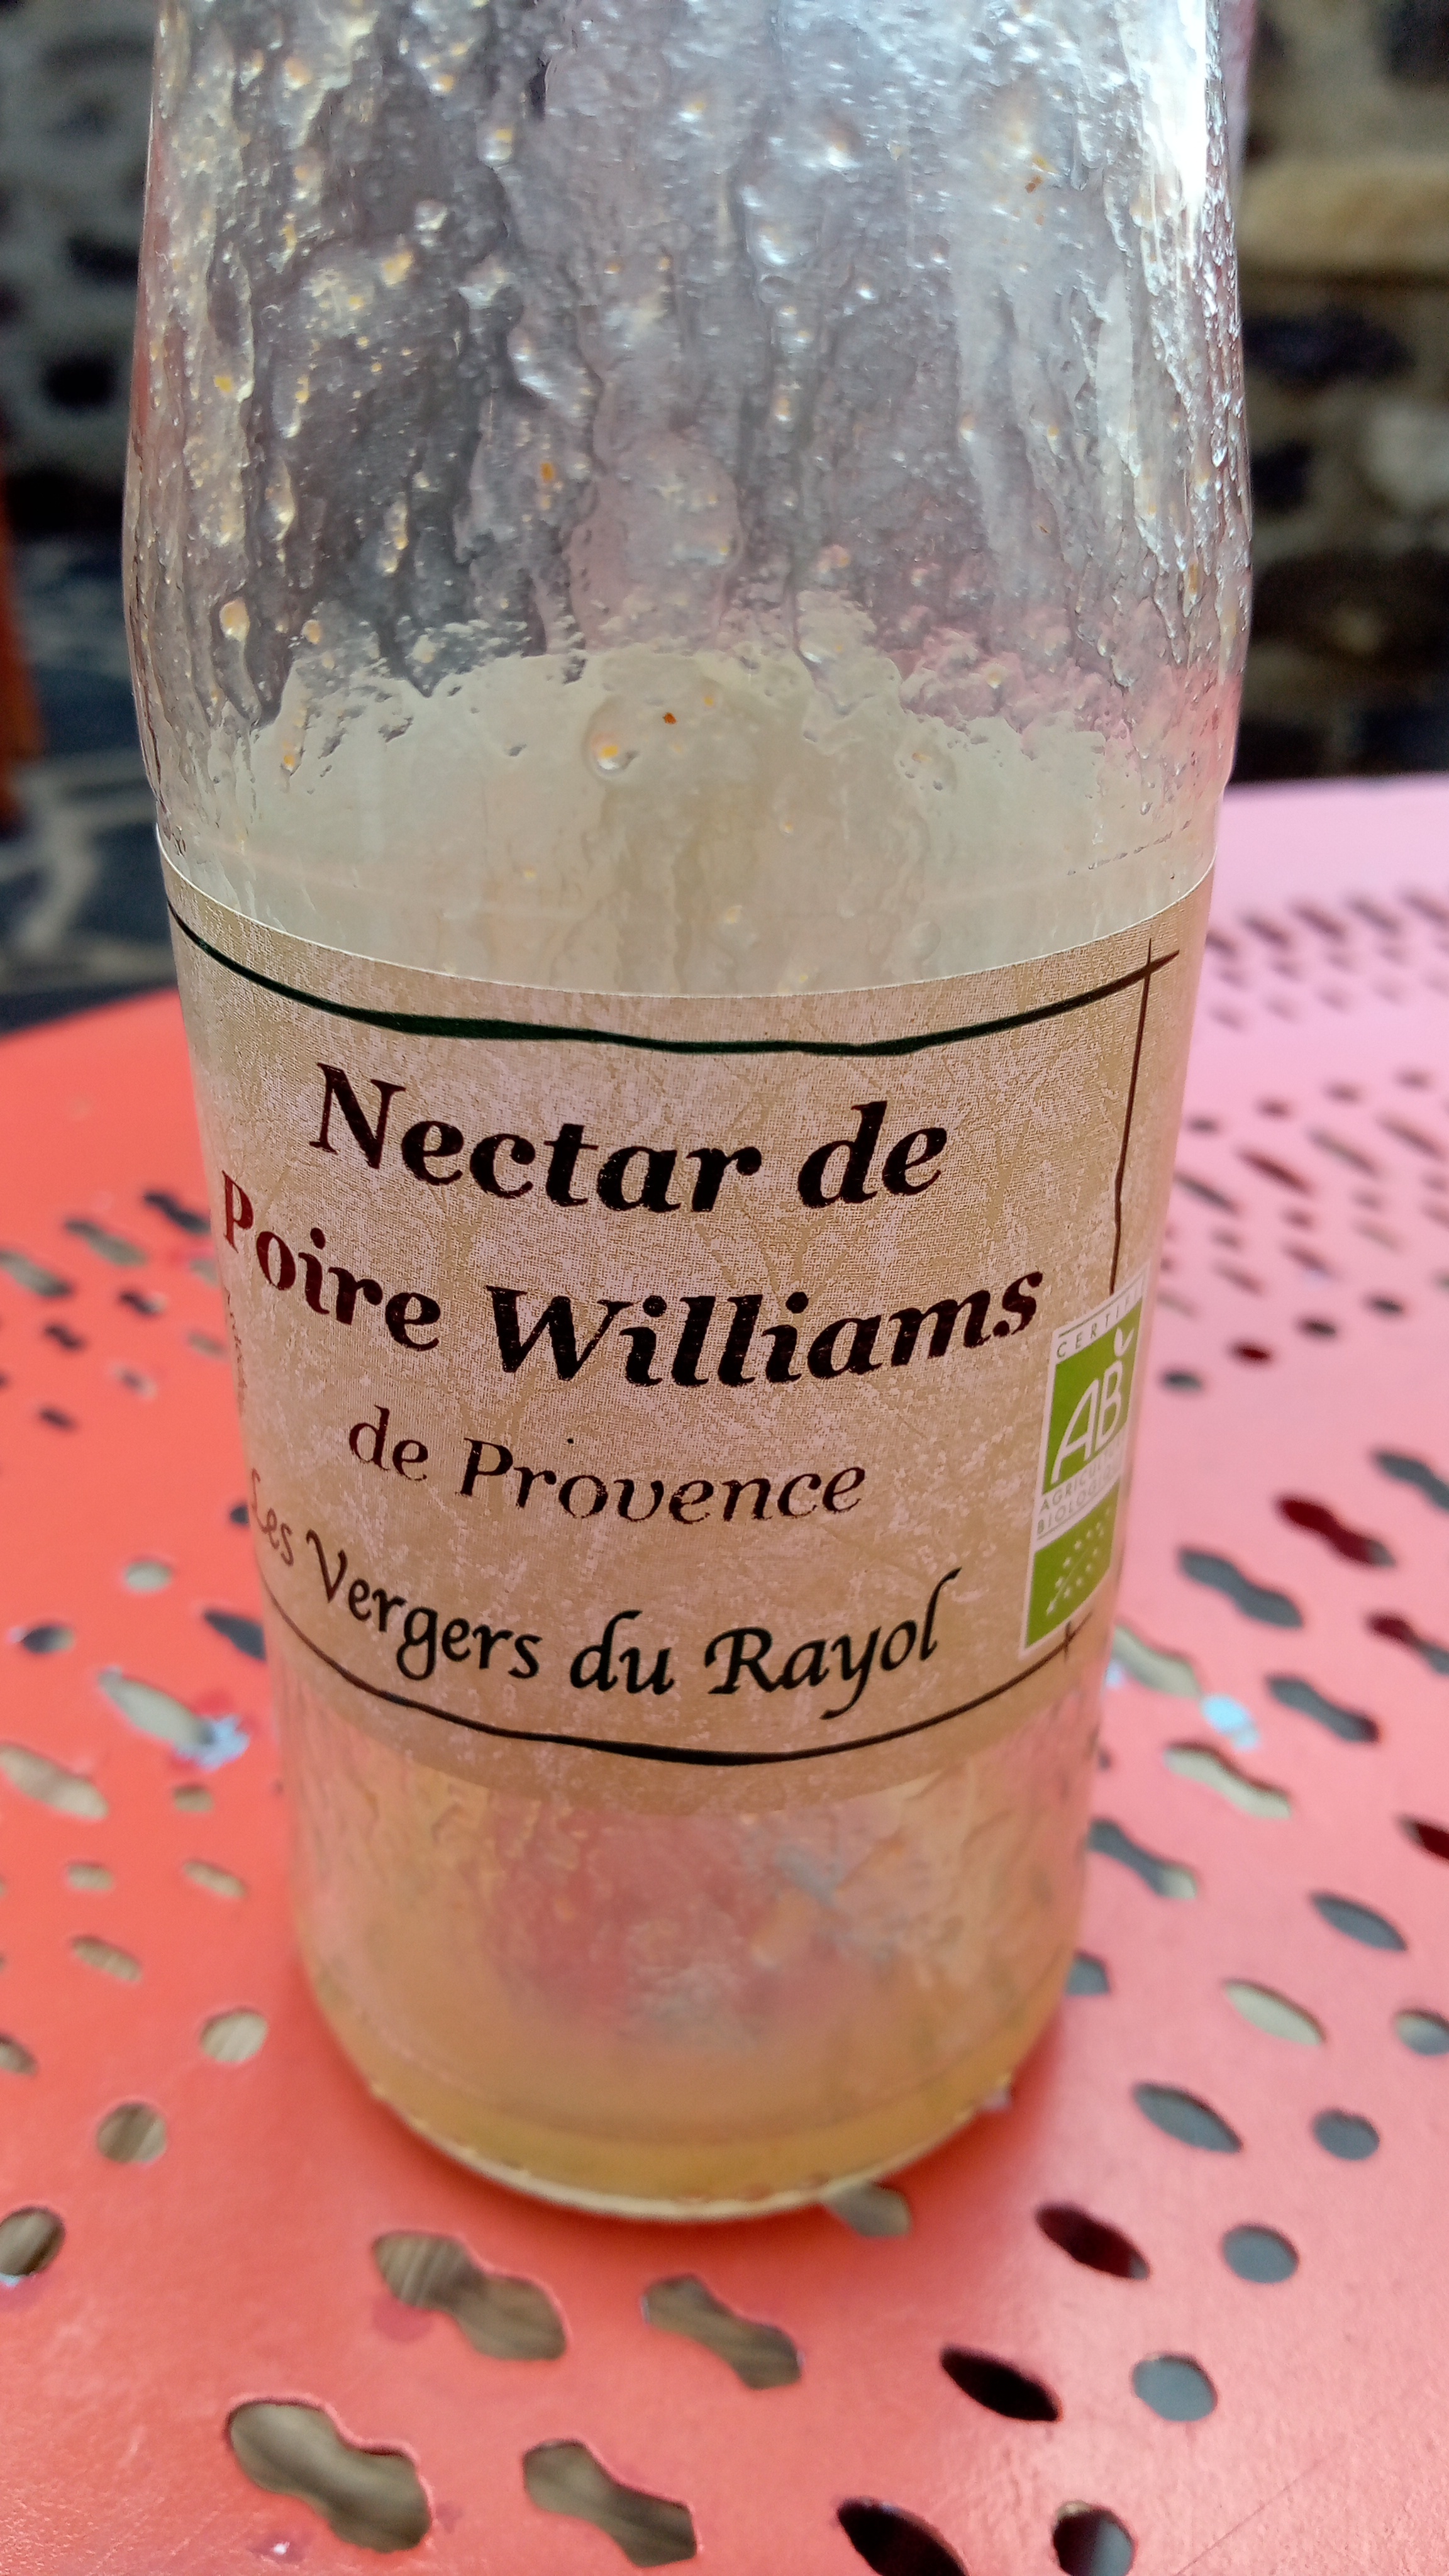 Nectar de
Poire Williams
de Provence
Les Vergers du Rayol
AB